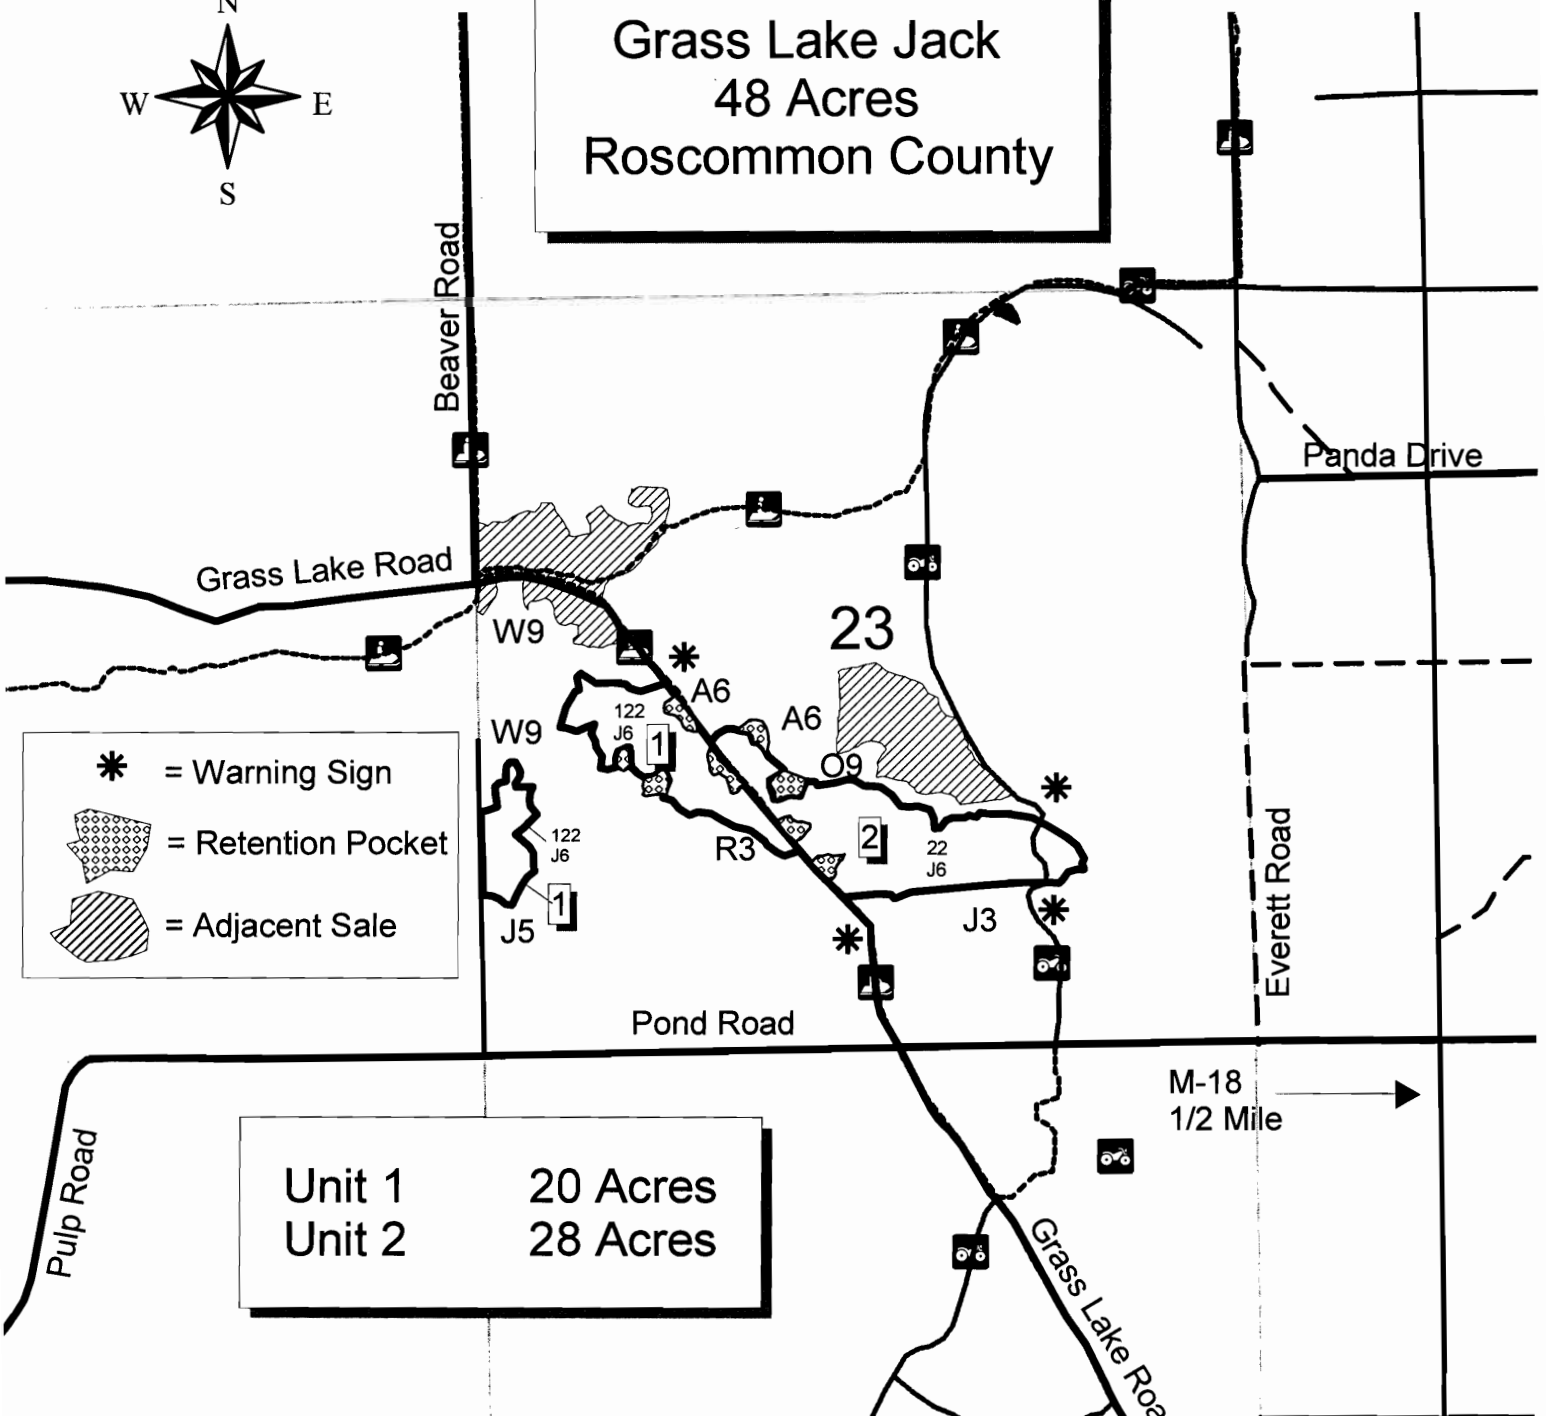 N
W
E
S
Grass Lake Jack
48 Acres
Roscommon County
Beaver Road
Panda Drive
Grass Lake Road
W9
23
A6
A6
122
J6
1
W9
O9
* = Warning Sign
= Retention Pocket
= Adjacent Sale
122
J6
1
J5
R3
2
22
J6
J3
Everett Road
Pond Road
M-18
1/2 Mile
Pulp Road
Unit 1 20 Acres
Unit 2 28 Acres
Grass Lake Roa